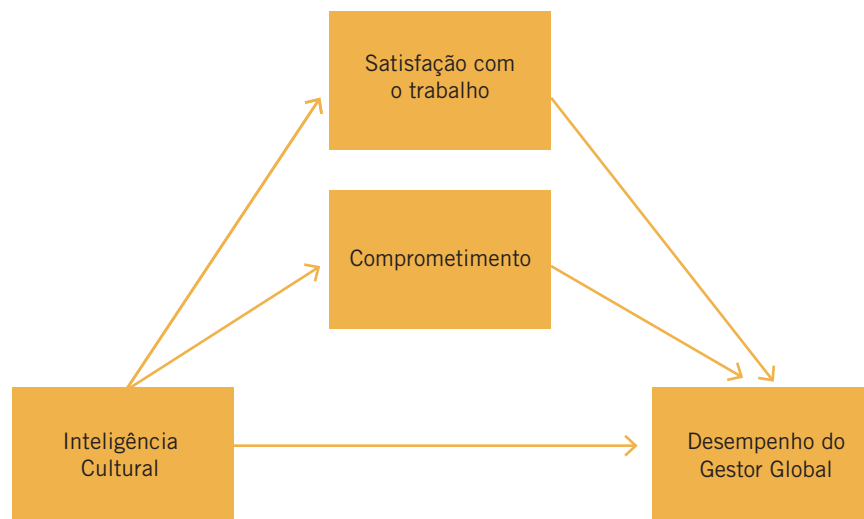 Satisfação com
o trabalho
Comprometimento
Inteligência
Cultural
Desempenho do
Gestor Global